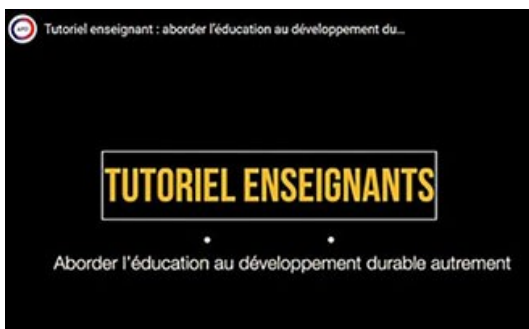 Tutoriel enseignant : aborder l'éducation au développement du...
TUTORIEL ENSEIGNANTS
Aborder l'éducation au développement durable autrement